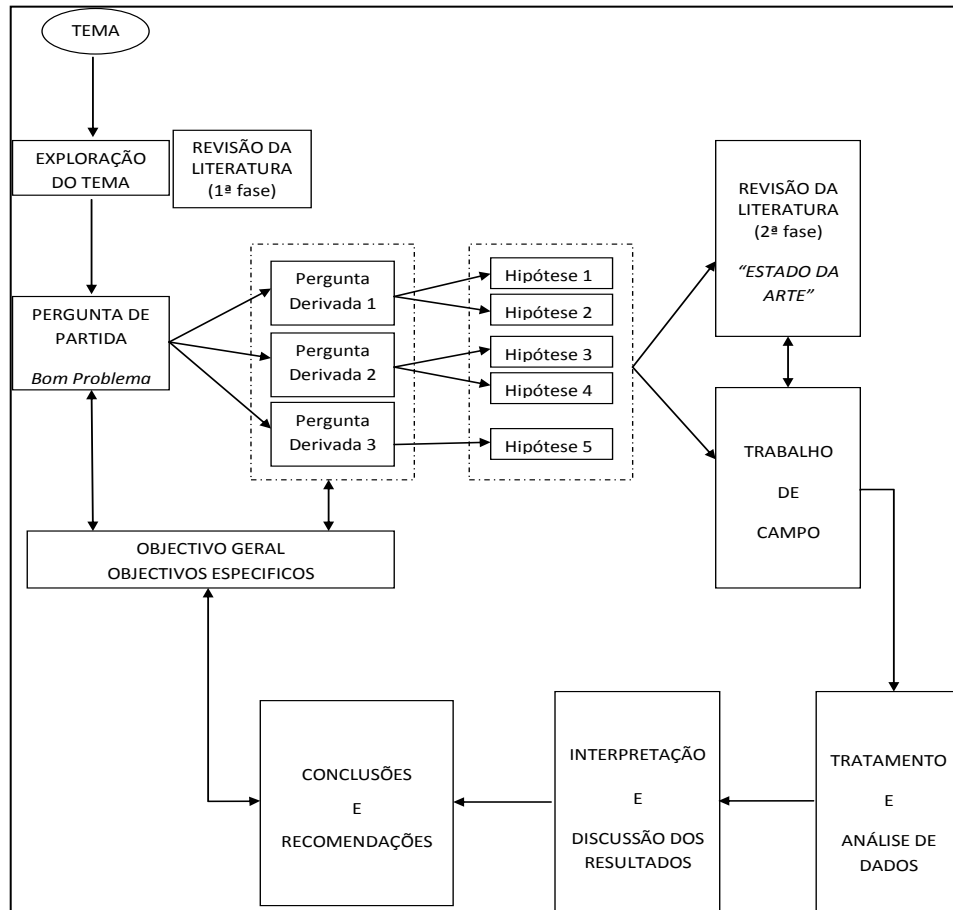 TEMA
EXPLORAÇÃO
DO TEMA
REVISÃO DA
LITERATURA
(1ª fase)
PERGUNTA DE
PARTIDA
Bom Problema
Pergunta
Derivada 1
Pergunta
Derivada 2
Pergunta
Derivada 3
Hipótese 1
Hipótese 2
Hipótese 3
Hipótese 4
Hipótese 5
REVISÃO DA
LITERATURA
(2ª fase)
“ESTADO DA
ARTE”
TRABALHO
DE
CAMPO
OBJECTIVO GERAL
OBJECTIVOS ESPECIFICOS
CONCLUSÕES
E
RECOMENDAÇÕES
INTERPRETAÇÃO
E
DISCUSSÃO DOS
RESULTADOS
TRATAMENTO
E
ANÁLISE DE
DADOS